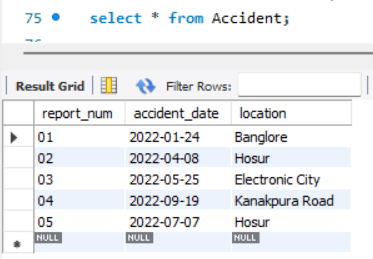 75 select * from Accident;
Result Grid Filter Rows:
report_num accident_date location
01 2022-01-24 Banglore
02 2022-04-08 Hosur
03 2022-05-25 Electronic City
04 2022-09-19 Kanakpura Road
05 2022-07-07 Hosur
NULL NULL NULL